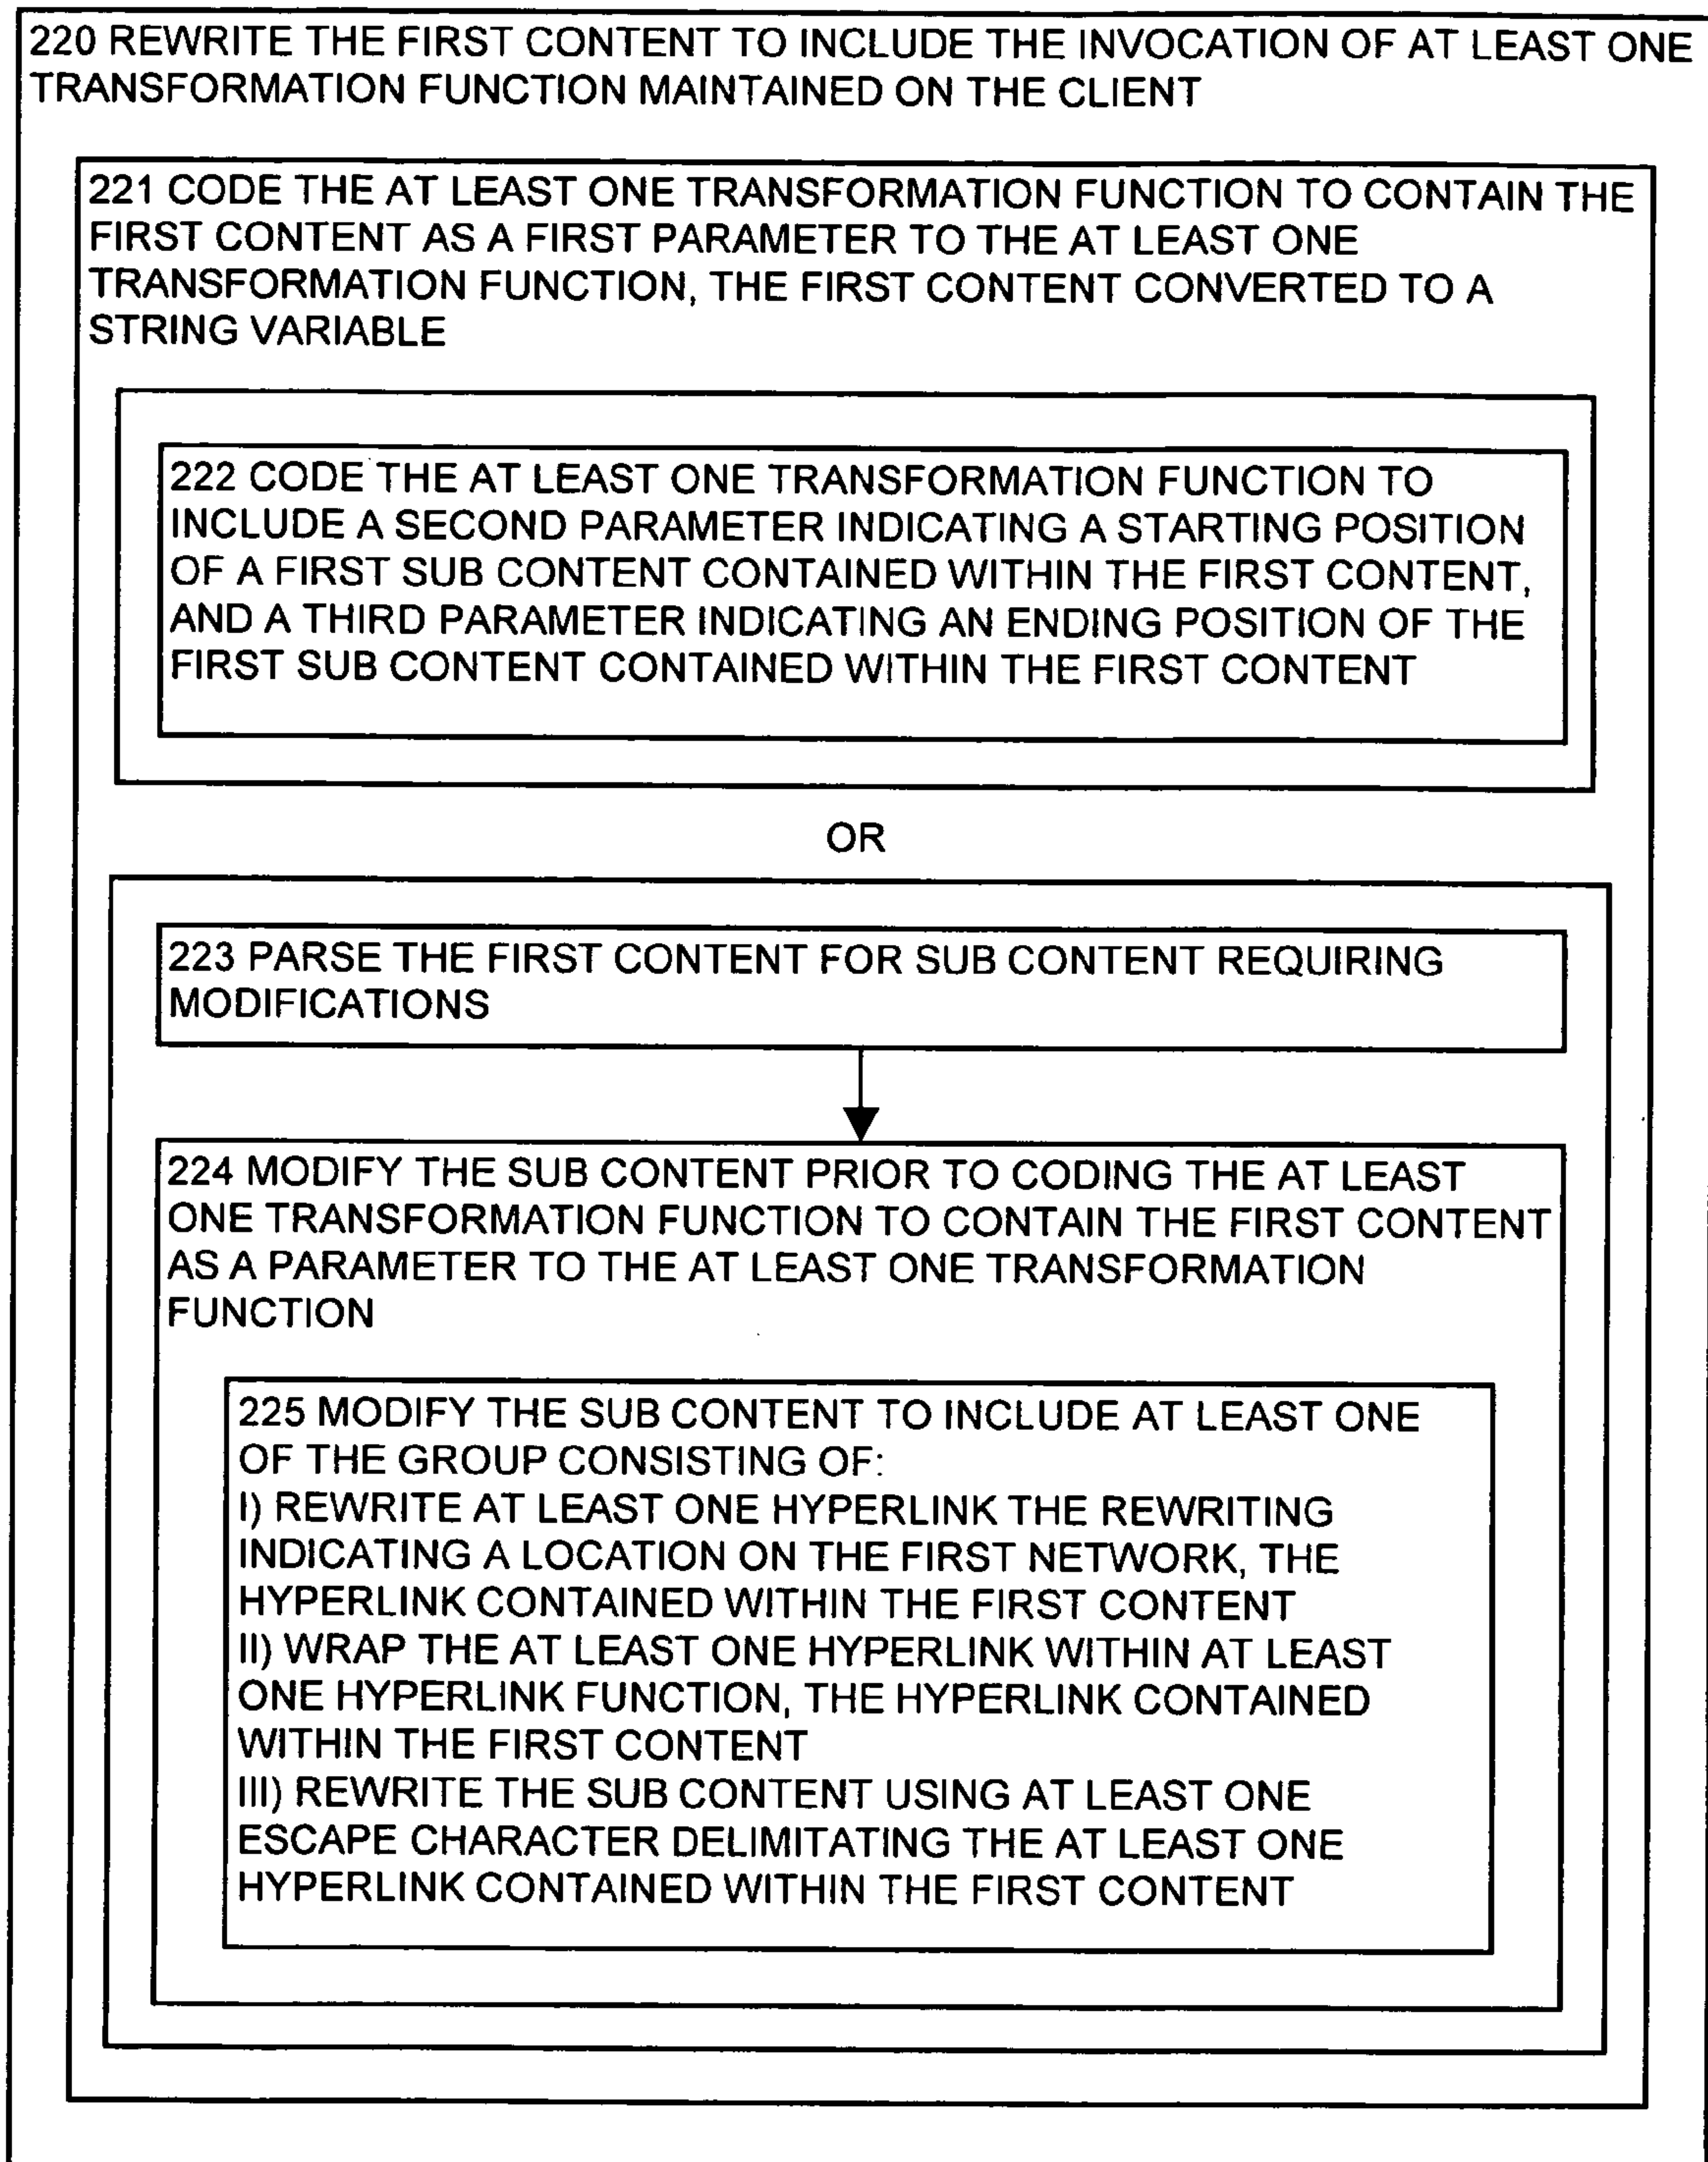 220 REWRITE THE FIRST CONTENT TO INCLUDE THE INVOCATION OF AT LEAST ONE
TRANSFORMATION FUNCTION MAINTAINED ON THE CLIENT
221 CODE THE AT LEAST ONE TRANSFORMATION FUNCTION TO CONTAIN THE
FIRST CONTENT AS A FIRST PARAMETER TO THE AT LEAST ONE
TRANSFORMATION FUNCTION, THE FIRST CONTENT CONVERTED TO A
STRING VARIABLE
222 CODE THE AT LEAST ONE TRANSFORMATION FUNCTION TO
INCLUDE A SECOND PARAMETER INDICATING A STARTING POSITION
OF A FIRST SUB CONTENT CONTAINED WITHIN THE FIRST CONTENT,
AND A THIRD PARAMETER INDICATING AN ENDING POSITION OF THE
FIRST SUB CONTENT CONTAINED WITHIN THE FIRST CONTENT
OR
223 PARSE THE FIRST CONTENT FOR SUB CONTENT REQUIRING
MODIFICATIONS
224 MODIFY THE SUB CONTENT PRIOR TO CODING THE AT LEAST
ONE TRANSFORMATION FUNCTION TO CONTAIN THE FIRST CONTENT
AS A PARAMETER TO THE AT LEAST ONE TRANSFORMATION
FUNCTION
225 MODIFY THE SUB CONTENT TO INCLUDE AT LEAST ONE
OF THE GROUP CONSISTING OF:
I) REWRITE AT LEAST ONE HYPERLINK THE REWRITING
INDICATING A LOCATION ON THE FIRST NETWORK, THE
HYPERLINK CONTAINED WITHIN THE FIRST CONTENT
II) WRAP THE AT LEAST ONE HYPERLINK WITHIN AT LEAST
ONE HYPERLINK FUNCTION, THE HYPERLINK CONTAINED
WITHIN THE FIRST CONTENT
III) REWRITE THE SUB CONTENT USING AT LEAST ONE
ESCAPE CHARACTER DELIMITATING THE AT LEAST ONE
HYPERLINK CONTAINED WITHIN THE FIRST CONTENT